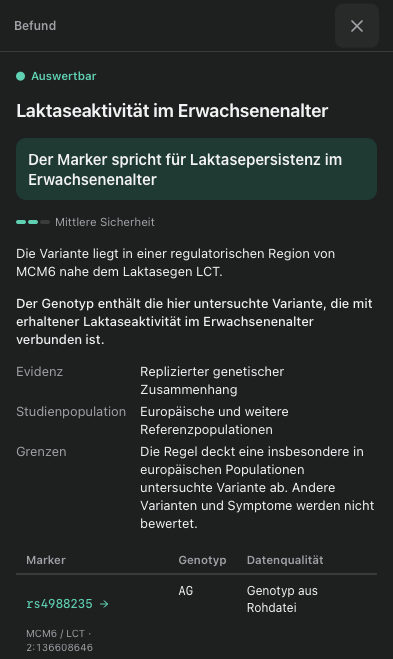 Befund
Auswertbar
Laktaseaktivität im Erwachsenenalter
Der Marker spricht für Laktasepersistenz im
Erwachsenenalter
Mittlere Sicherheit
Die Variante liegt in einer regulatorischen Region von
MCM6 nahe dem Laktasegen LCT.
Der Genotyp enthält die hier untersuchte Variante, die mit
erhaltener Laktaseaktivität im Erwachsenenalter
verbunden ist.
Evidenz Replizierter genetischer
Zusammenhang
Studienpopulation Europäische und weitere
Referenzpopulationen
Grenzen Die Regel deckt eine insbesondere in
europäischen Populationen
untersuchte Variante ab. Andere
Varianten und Symptome werden nicht
bewertet.
Marker Genotyp Datenqualität
rs4988235 → AG Genotyp aus
Rohdatei
MCM6 / LCT ·
2:136608646